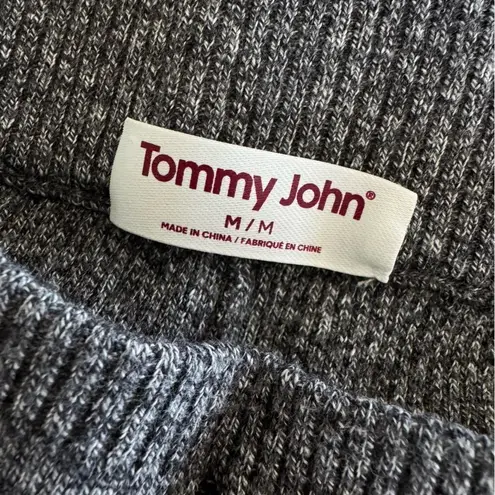 Tommy John®
M / M
MADE IN CHINA / FABRIQUÉ EN CHINE